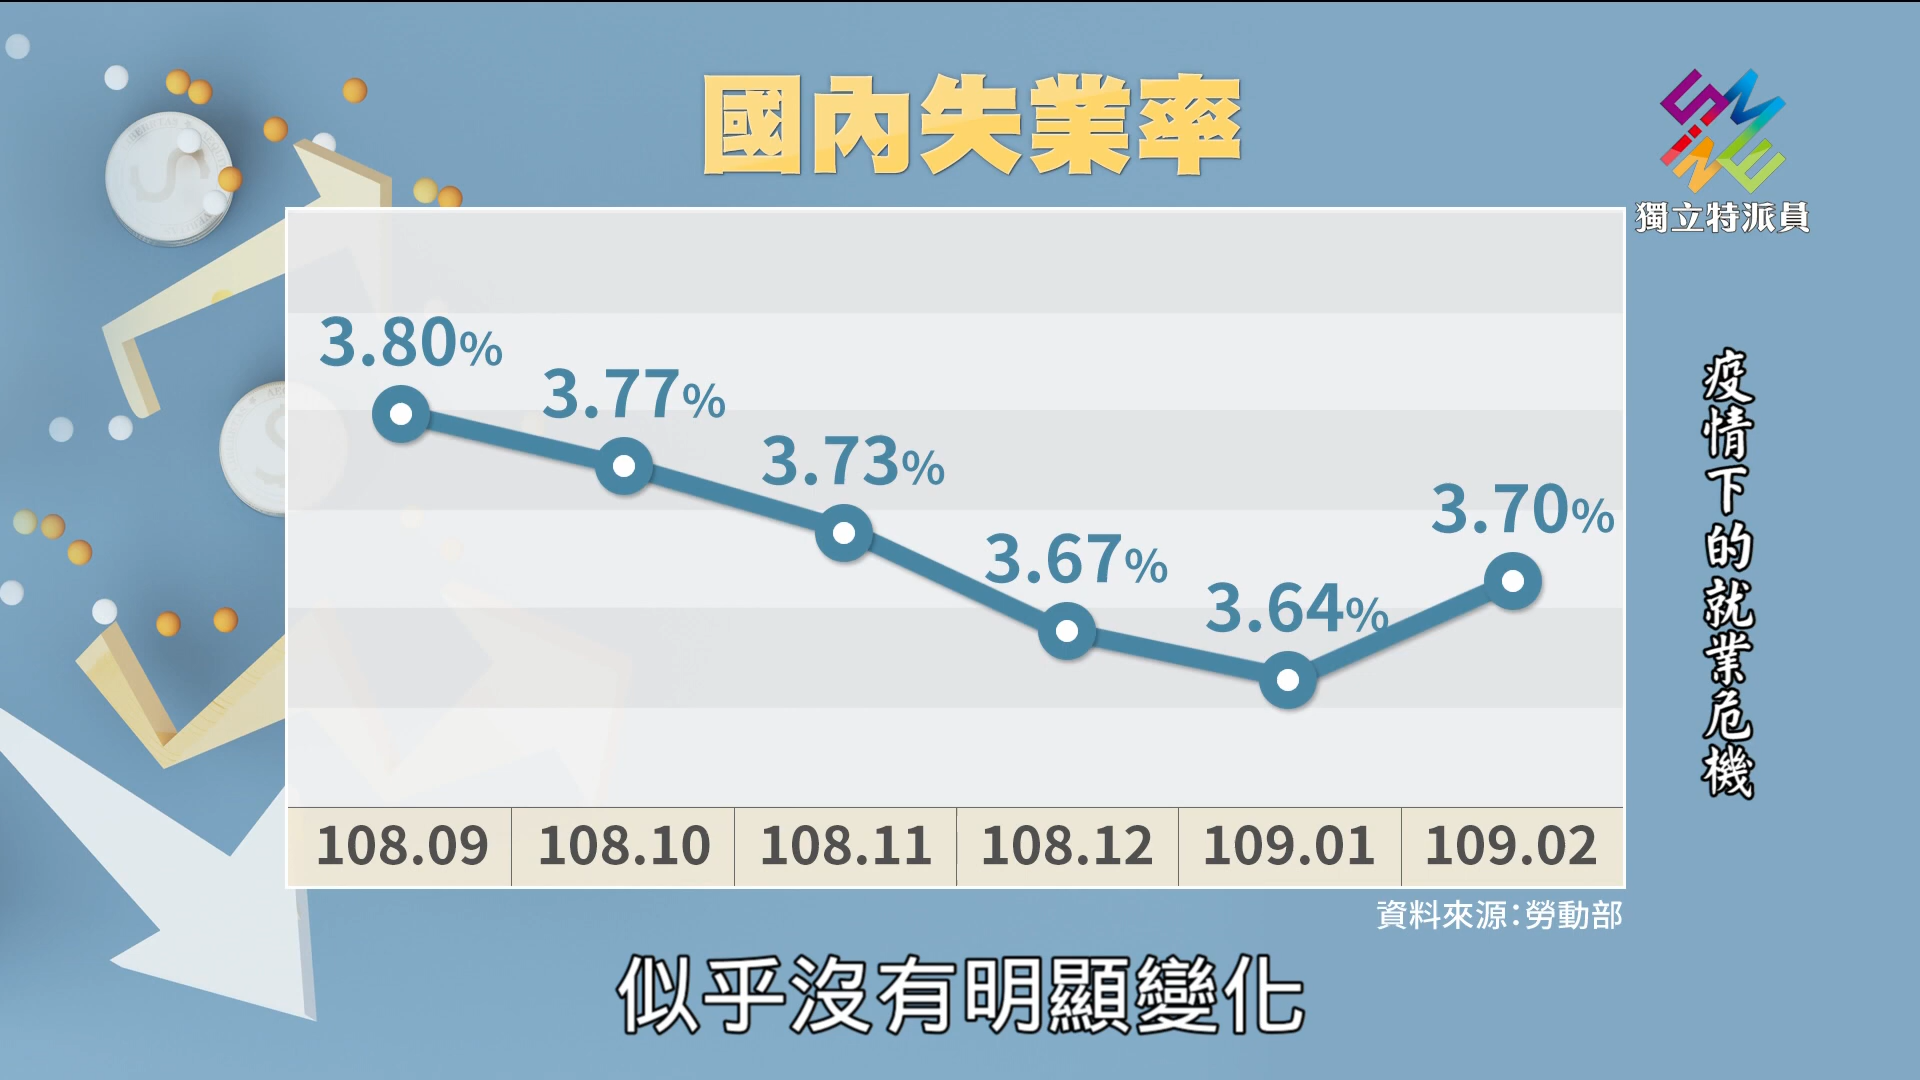 國內失業率
5 MIN E
獨立特派員
疫情下的就業危機
3.80%
3.77%
3.73%
3.67%
3.64%
3.70%
108.09
108.10
108.11
108.12
109.01
109.02
資料來源：勞動部
似乎沒有明顯變化